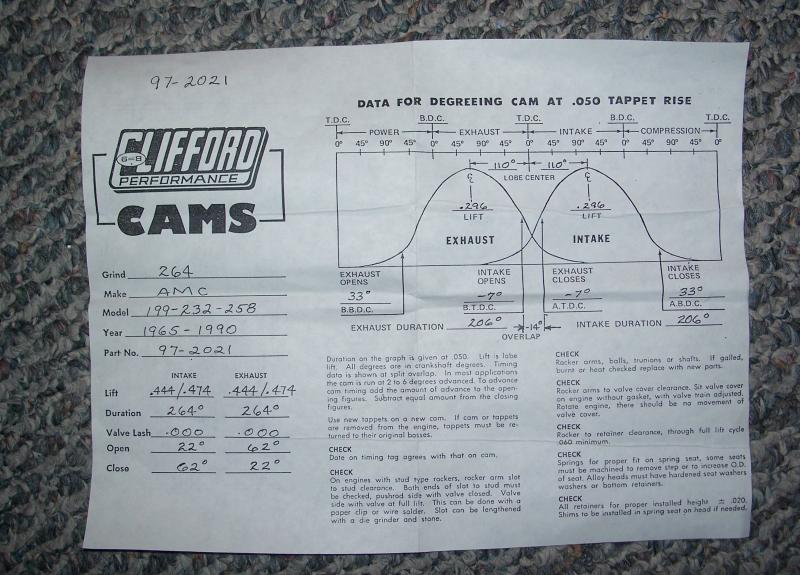 97-2021
6=8
CLIFFORD
PERFORMANCE
CAMS
Grind 264
Make AMC
Model 199-232-258
Year 1965-1990
Part No. 97-2021
INTAKE EXHAUST
Lift .444/.474 .444/.474
Duration 264° 264°
Valve Lash .000 .000
Open 22° 62°
Close 62° 22°
DATA FOR DEGREEING CAM AT .050 TAPPET RISE
T.D.C. B.D.C. T.D.C. B.D.C. T.D.C.
POWER EXHAUST INTAKE COMPRESSION
0° 45° 90° 45° 0° 45° 90° 45° 0° 45° 90° 45° 0° 45° 90° 45° 0°
110° 110°
LOBE CENTER
.296 .296
LIFT LIFT
EXHAUST INTAKE
EXHAUST OPENS INTAKE OPENS EXHAUST CLOSES INTAKE CLOSES
33° -7° -7° 33°
B.B.D.C. B.T.D.C. A.T.D.C. A.B.D.C.
EXHAUST DURATION 206° -14° INTAKE DURATION 206°
OVERLAP
Duration on the graph is given at .050. Lift is lobe
lift. All degrees are in crankshaft degrees. Timing
data is shown at split overlap. In most applications
the cam is run at 2 to 6 degrees advanced. To advance
cam timing add the amount of advance to the open-
ing figures. Subtract equal amount from the closing
figures.
Use new tappets on a new cam. If cam or tappets
are removed from the engine, tappets must be re-
turned to their original bosses.
CHECK
Date on timing tag agrees with that on cam.
CHECK
On engines with stud type rockers, rocker arm slot
to stud clearance. Both ends of slot to stud must
be checked, pushrod side with valve closed. Valve
side with valve at full lift. This can be done with a
paper clip or wire solder. Slot can be lengthened
with a die grinder and stone.
CHECK
Rocker arms, balls, trunions or shafts. If galled,
burnt or heat checked replace with new parts.
CHECK
Rocker arms to valve cover clearance. Sit valve cover
on engine without gasket, with valve train adjusted.
Rotate engine, there should be no movement of
valve cover.
CHECK
Rocker to retainer clearance, through full lift cycle
.060 minimum.
CHECK
Springs for proper fit on spring seat, some seats
must be machined to remove step or to increase O.D.
of seat. Alloy heads must have hardened seat washers
or bottom retainers.
CHECK
All retainers for proper installed height ± .020.
Shims to be installed in spring seat on head if needed.